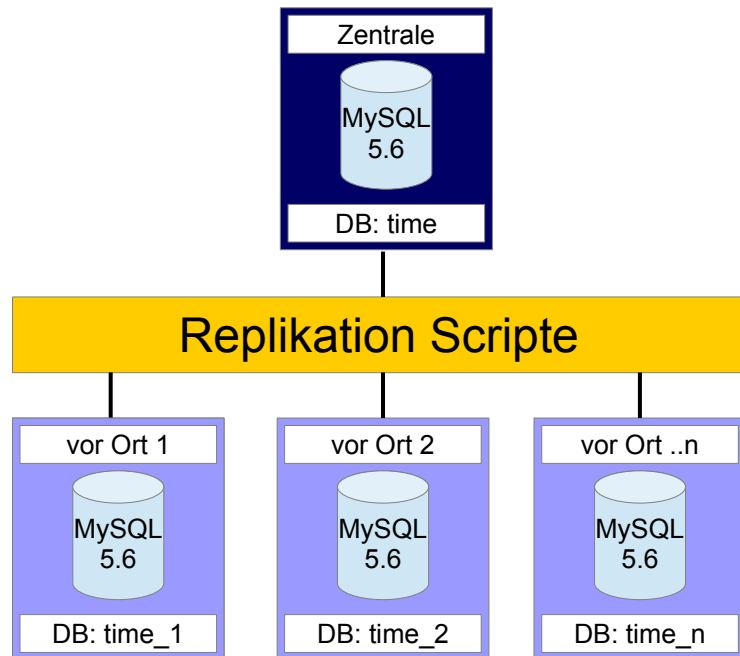 Zentrale
MySQL
5.6
DB: time
Replikation Scripte
vor Ort 1
MySQL
5.6
DB: time_1
vor Ort 2
MySQL
5.6
DB: time_2
vor Ort ..n
MySQL
5.6
DB: time_n